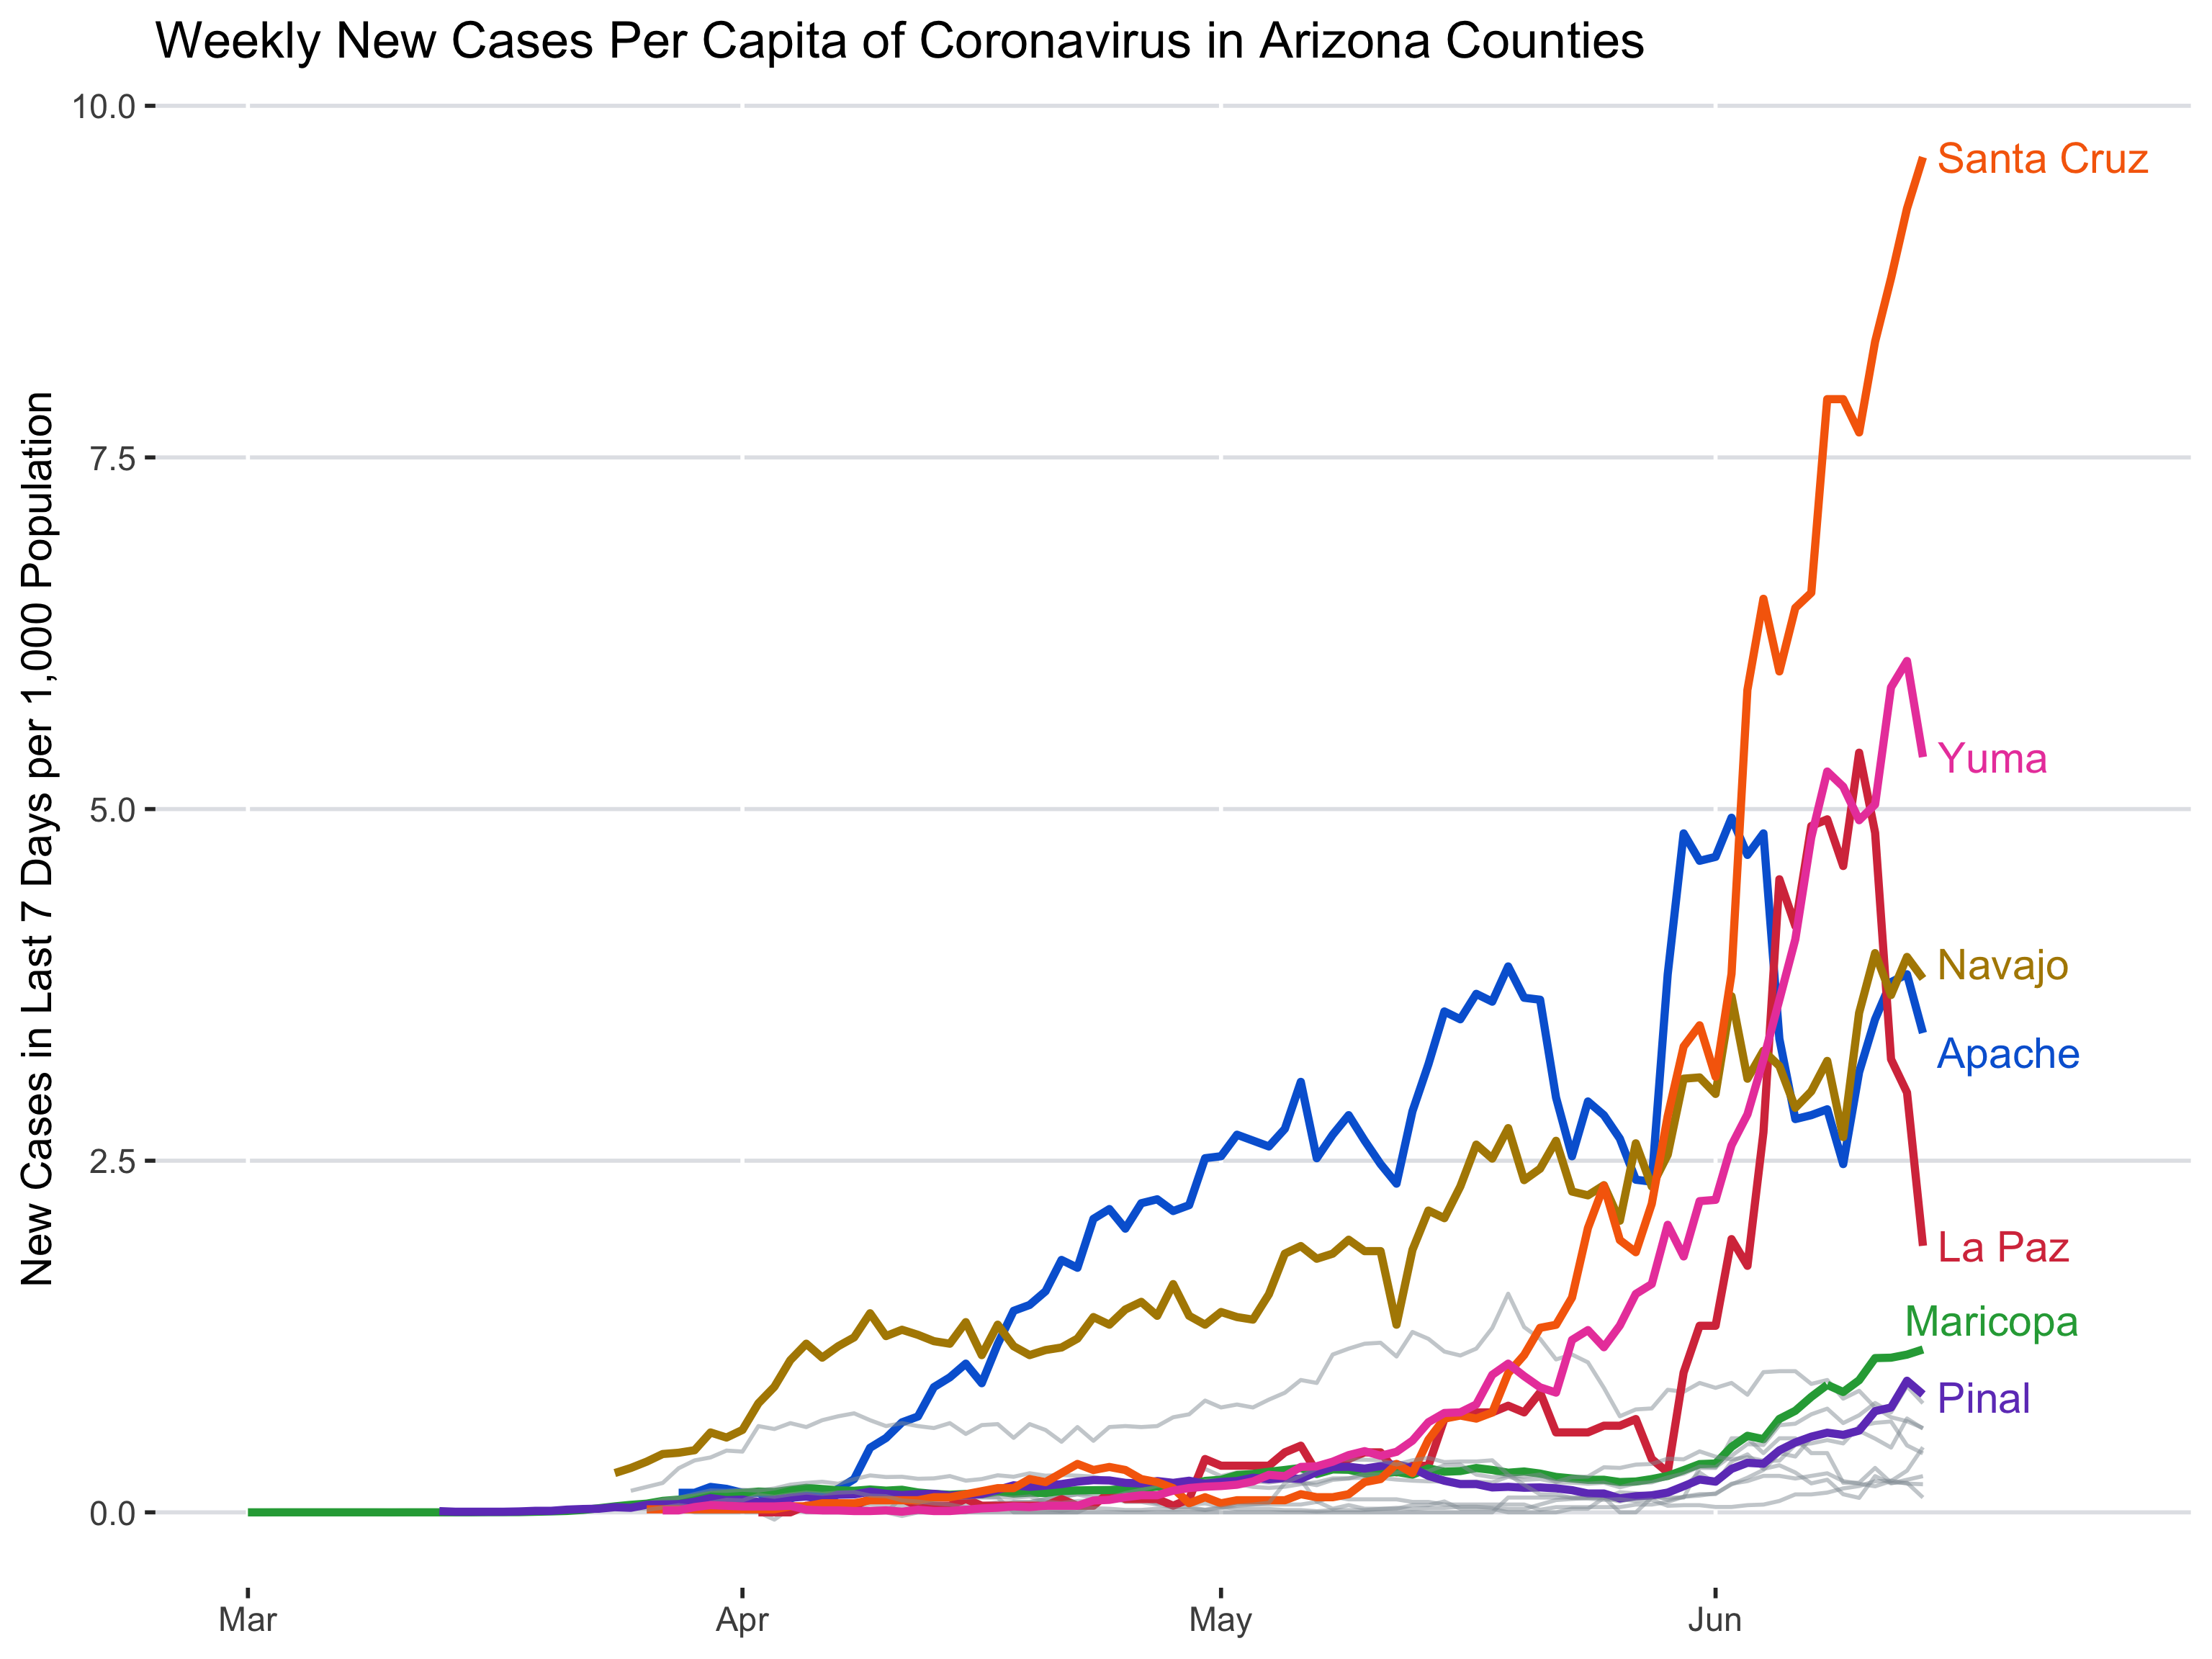 Weekly New Cases Per Capita of Coronavirus in Arizona Counties
New Cases in Last 7 Days per 1,000 Population
10.0
7.5
5.0
2.5
0.0
Santa Cruz
Yuma
Navajo
Apache
La Paz
Maricopa
Pinal
Mar
Apr
May
Jun